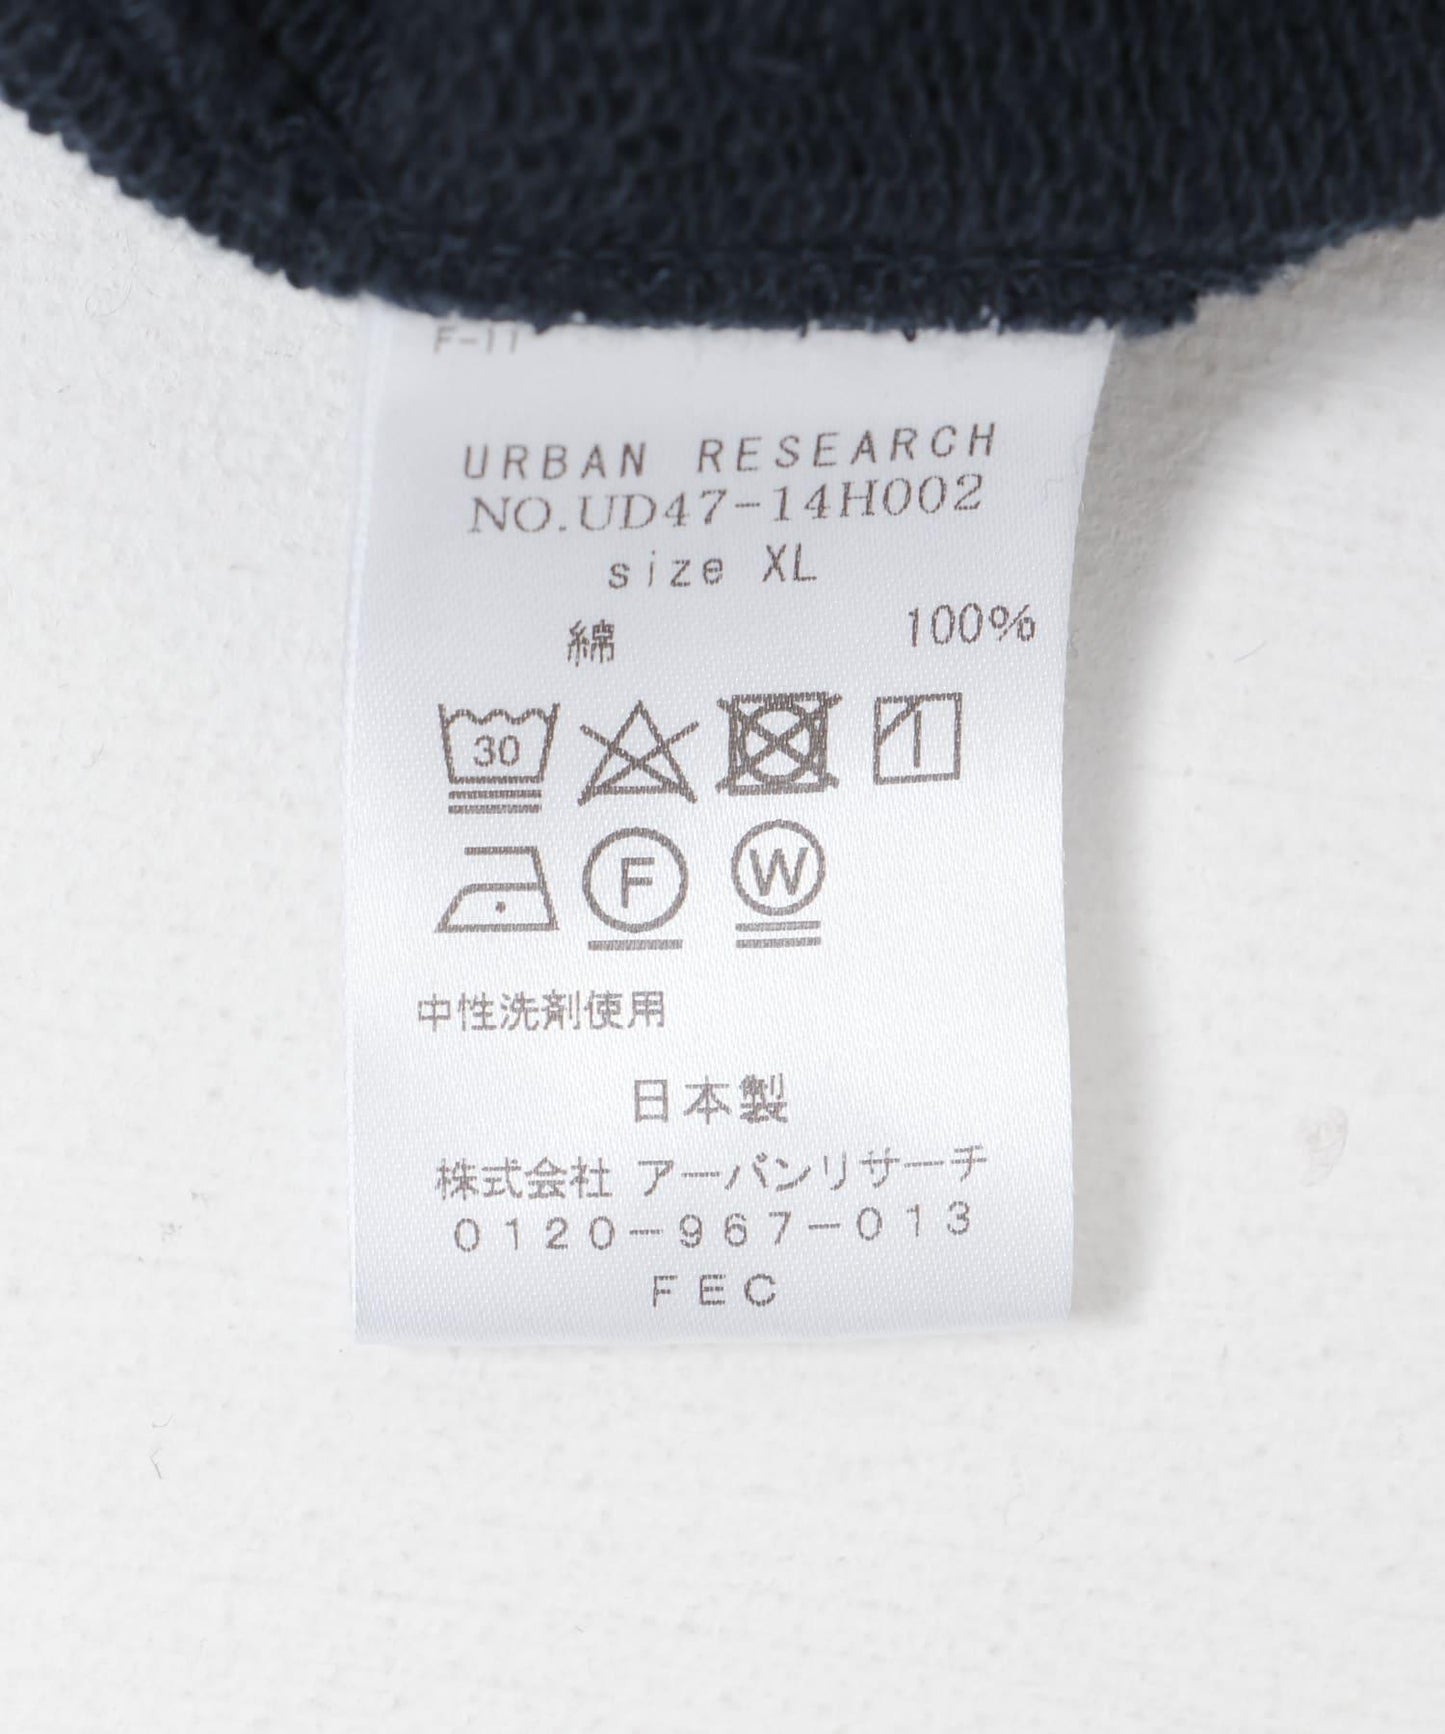 F-11
URBAN RESEARCH
NO.UD47-14H002
size XL
綿 100%
30
F W
中性洗剤使用
日本製
株式会社 アーバンリサーチ
0120-967-013
FEC